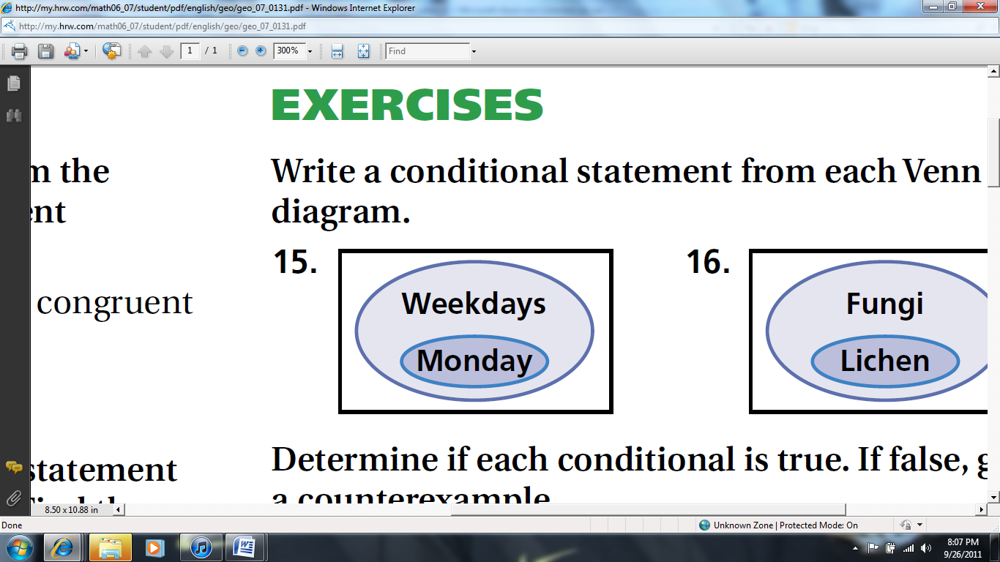 http://my.hrw.com/math06_07/student/pdf/english/geo/geo_07_0131.pdf - Windows Internet Explorer
http://my.hrw.com/math06_07/student/pdf/english/geo/geo_07_0131.pdf
1 / 1 300% Find
EXERCISES
m the
ent
congruent
statement
Write a conditional statement from each Venn
diagram.
15. 16.
Weekdays
Monday
Fungi
Lichen
Determine if each conditional is true. If false, g
a counterexample
8.50 x 10.88 in
Done
Unknown Zone | Protected Mode: On
8:07 PM
9/26/2011